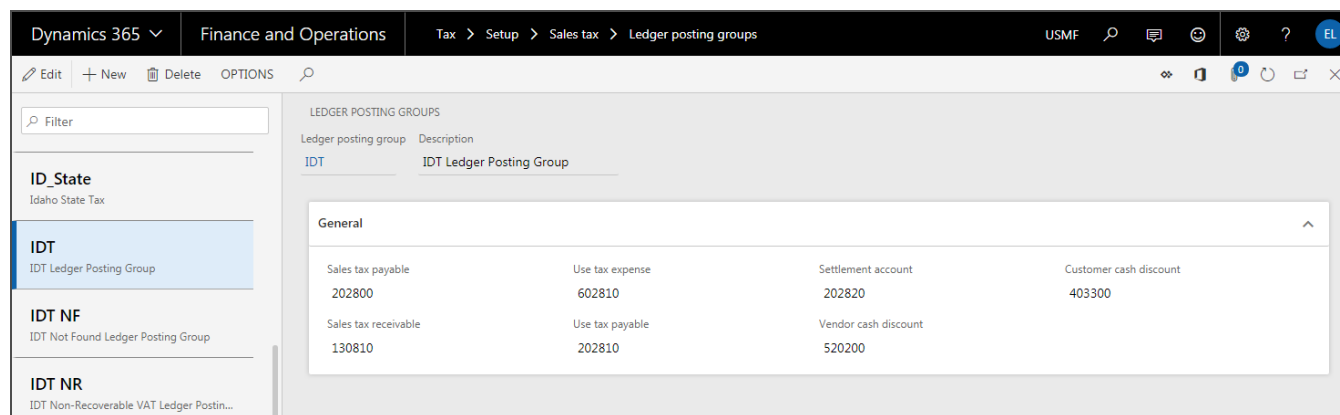 Dynamics 365 Finance and Operations Tax > Setup > Sales tax > Ledger posting groups USMF ? EL
Edit + New Delete OPTIONS 0
Filter
ID_State
Idaho State Tax
IDT
IDT Ledger Posting Group
IDT NF
IDT Not Found Ledger Posting Group
IDT NR
IDT Non-Recoverable VAT Ledger Postin...
LEDGER POSTING GROUPS
Ledger posting group Description
IDT IDT Ledger Posting Group
General
Sales tax payable Use tax expense Settlement account Customer cash discount
202800 602810 202820 403300
Sales tax receivable Use tax payable Vendor cash discount
130810 202810 520200